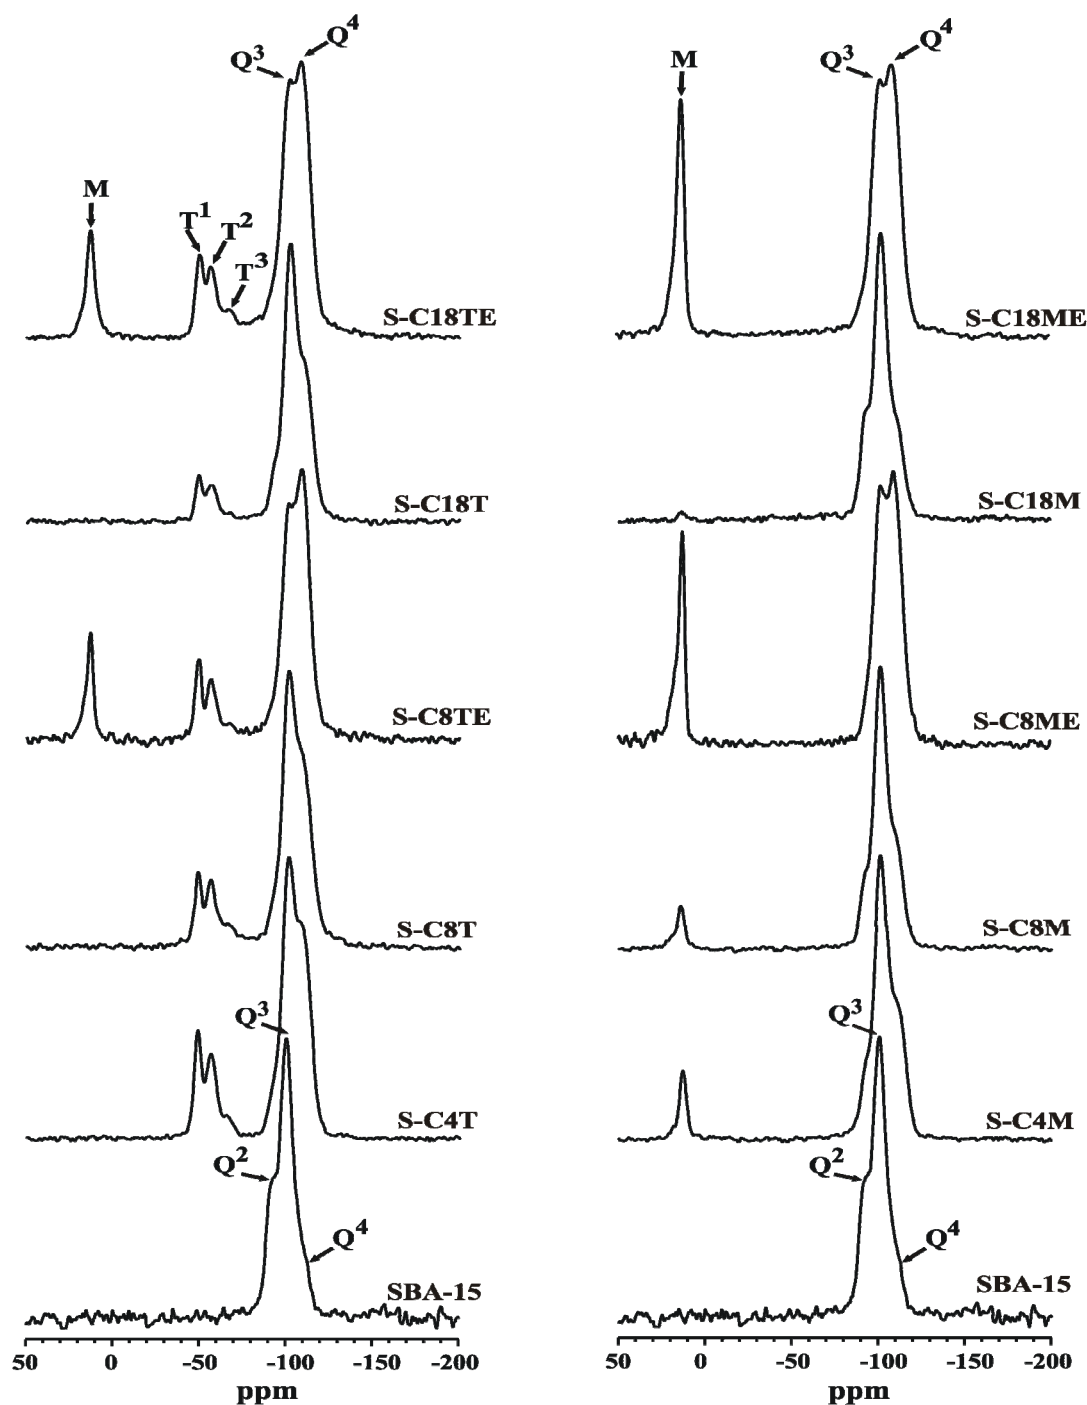 Q4
Q3
M
T1
T2
T3
S-C18TE
S-C18T
S-C8TE
S-C8T
Q3
S-C4T
Q2
Q4
SBA-15
50 0 -50 -100 -150 -200
ppm
Q4
Q3
M
S-C18ME
S-C18M
S-C8ME
S-C8M
Q3
S-C4M
Q2
Q4
SBA-15
50 0 -50 -100 -150 -200
ppm